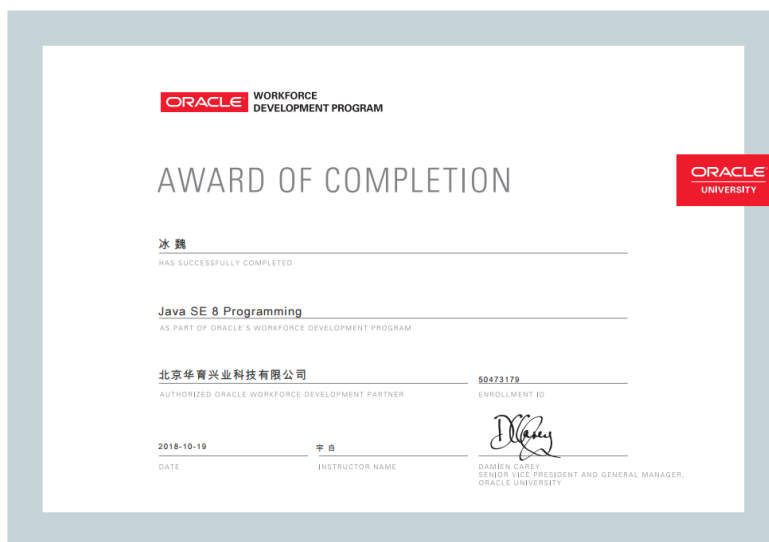 ORACLE WORKFORCE
DEVELOPMENT PROGRAM
AWARD OF COMPLETION
ORACLE
UNIVERSITY
冰 魏
HAS SUCCESSFULLY COMPLETED
Java SE 8 Programming
AS PART OF ORACLE'S WORKFORCE DEVELOPMENT PROGRAM
北京华育兴业科技有限公司
50473179
AUTHORIZED ORACLE WORKFORCE DEVELOPMENT PARTNER
ENROLLMENT ID
DCarey
2018-10-19
宇 白
DATE
INSTRUCTOR NAME
DAMIEN CAREY
SENIOR VICE PRESIDENT AND GENERAL MANAGER,
ORACLE UNIVERSITY